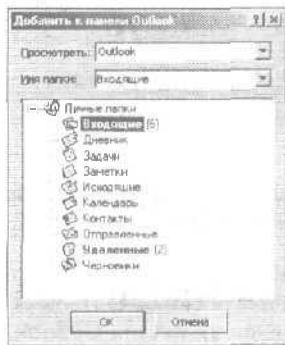 Добавить к панели Outlook
Просмотреть: Outlook
Имя папки: Входящие
Личные папки
Входящие (6)
Дневник
Задачи
Заметки
Исходящие
Календарь
Контакты
Отправленные
Удаленные (2)
Черновики
OK Отмена